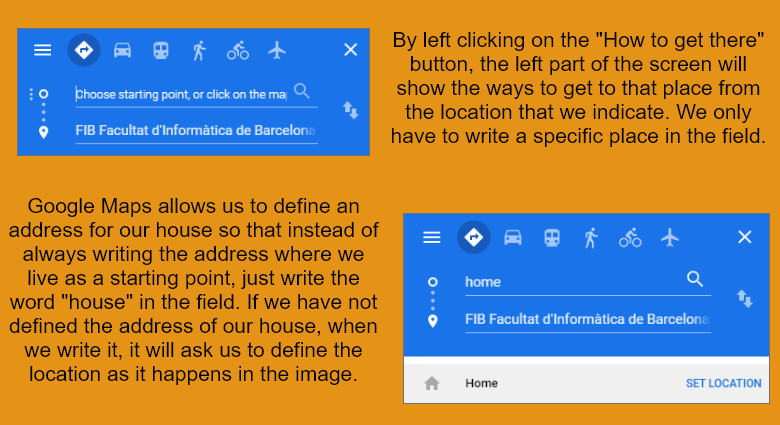 Choose starting point, or click on the ma
FIB Facultat d'Informàtica de Barcelona
By left clicking on the "How to get there"
button, the left part of the screen will
show the ways to get to that place from
the location that we indicate. We only
have to write a specific place in the field.
Google Maps allows us to define an
address for our house so that instead of
always writing the address where we
live as a starting point, just write the
word "house" in the field. If we have not
defined the address of our house, when
we write it, it will ask us to define the
location as it happens in the image.
home
FIB Facultat d'Informàtica de Barcelona
Home SET LOCATION